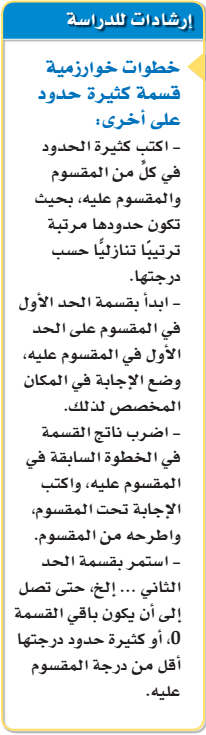 إرشادات للدراسة
خطوات خوارزمية
قسمة كثيرة حدود
على أخرى:
- اكتب كثيرة الحدود
في كلٍّ من المقسوم
والمقسوم عليه، بحيث
تكون حدودها مرتبة
ترتيبًا تنازليًّا حسب
درجتها.
- ابدأ بقسمة الحد الأول
في المقسوم على الحد
الأول في المقسوم عليه،
وضع الإجابة في المكان
المخصص لذلك.
- اضرب ناتج القسمة
في الخطوة السابقة في
المقسوم عليه، واكتب
الإجابة تحت المقسوم،
واطرحه من المقسوم.
- استمر بقسمة الحد
الثاني ... إلخ، حتى تصل
إلى أن يكون باقي القسمة
0، أو كثيرة حدود درجتها
أقل من درجة المقسوم
عليه.